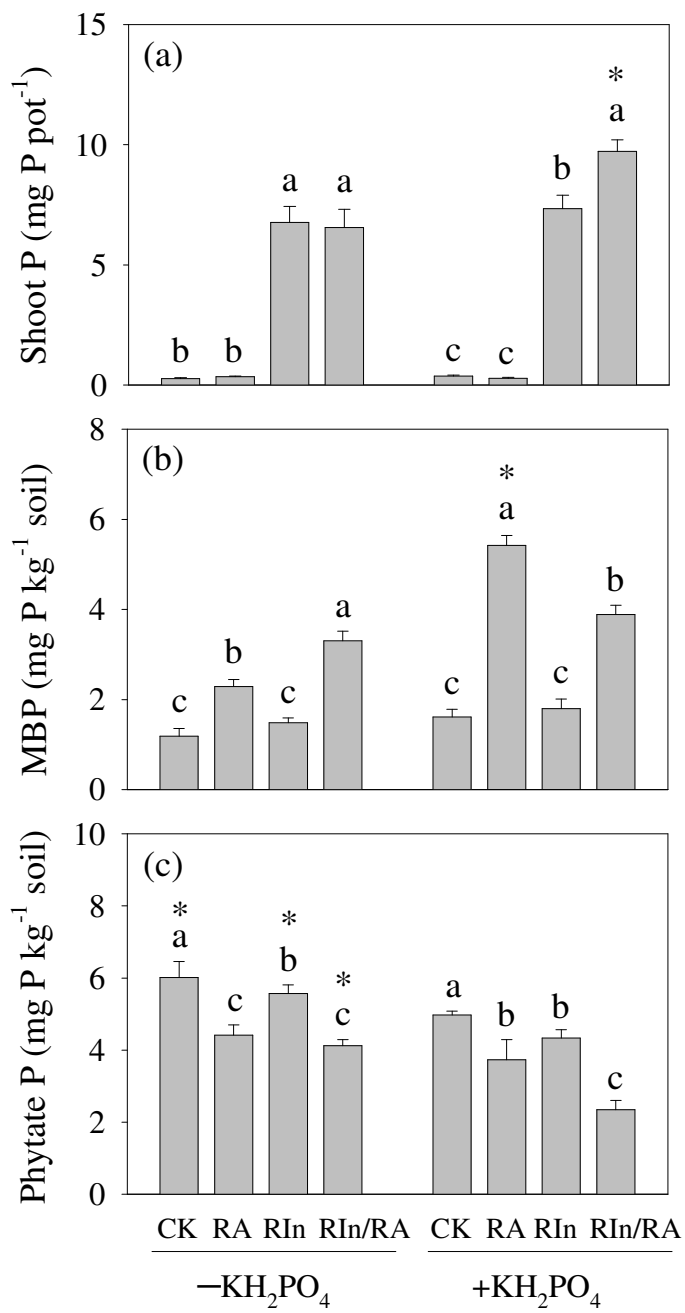 (a)
Shoot P (mg P pot⁻¹)
15
10
5
0
b b a a c c b * a
(b)
MBP (mg P kg⁻¹ soil)
8
6
4
2
0
c b c a c * a c b
(c)
Phytate P (mg P kg⁻¹ soil)
10
8
6
4
2
0
* a c * b * c a b b c
CK RA RIn RIn/RA CK RA RIn RIn/RA
−KH₂PO₄ +KH₂PO₄